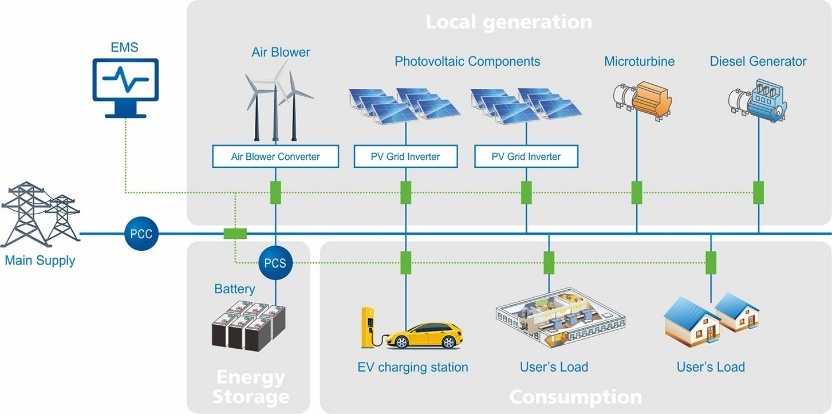 Local generation
EMS
Air Blower
Photovoltaic Components
Microturbine
Diesel Generator
Air Blower Converter
PV Grid Inverter
PV Grid Inverter
PCC
Main Supply
PCS
Battery
EV charging station
User's Load
User's Load
Energy
Storage
Consumption